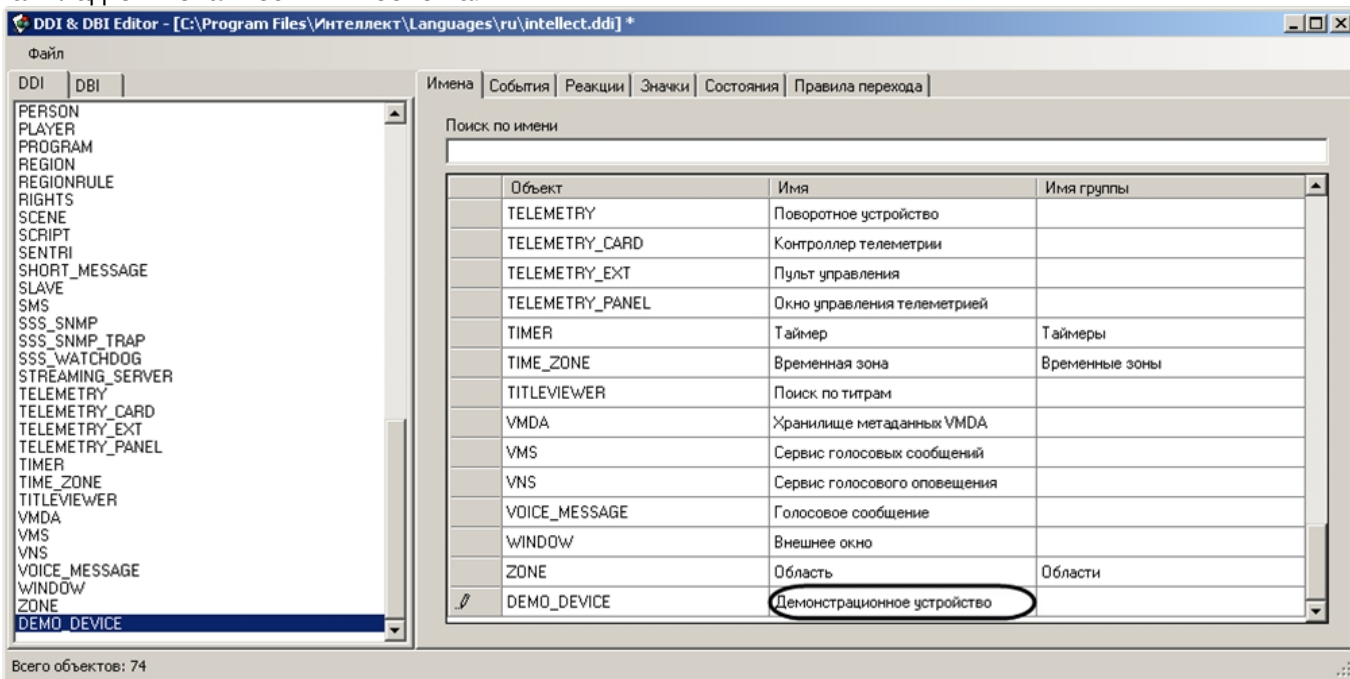 DDI & DBI Editor - [C:\Program Files\Интеллект\Languages\ru\intellect.ddi] *
Файл
DDI
DBI
PERSON
PLAYER
PROGRAM
REGION
REGIONRULE
RIGHTS
SCENE
SCRIPT
SENTRI
SHORT_MESSAGE
SLAVE
SMS
SSS_SNMP
SSS_SNMP_TRAP
SSS_WATCHDOG
STREAMING_SERVER
TELEMETRY
TELEMETRY_CARD
TELEMETRY_EXT
TELEMETRY_PANEL
TIMER
TIME_ZONE
TITLEVIEWER
VMDA
VMS
VNS
VOICE_MESSAGE
WINDOW
ZONE
DEMO_DEVICE
Имена События Реакции Значки Состояния Правила перехода
Поиск по имени
Объект Имя Имя группы
TELEMETRY Поворотное устройство
TELEMETRY_CARD Контроллер телеметрии
TELEMETRY_EXT Пульт управления
TELEMETRY_PANEL Окно управления телеметрией
TIMER Таймер Таймеры
TIME_ZONE Временная зона Временные зоны
TITLEVIEWER Поиск по титрам
VMDA Хранилище метаданных VMDA
VMS Сервис голосовых сообщений
VNS Сервис голосового оповещения
VOICE_MESSAGE Голосовое сообщение
WINDOW Внешнее окно
ZONE Область Области
DEMO_DEVICE Демонстрационное устройство
Всего объектов: 74